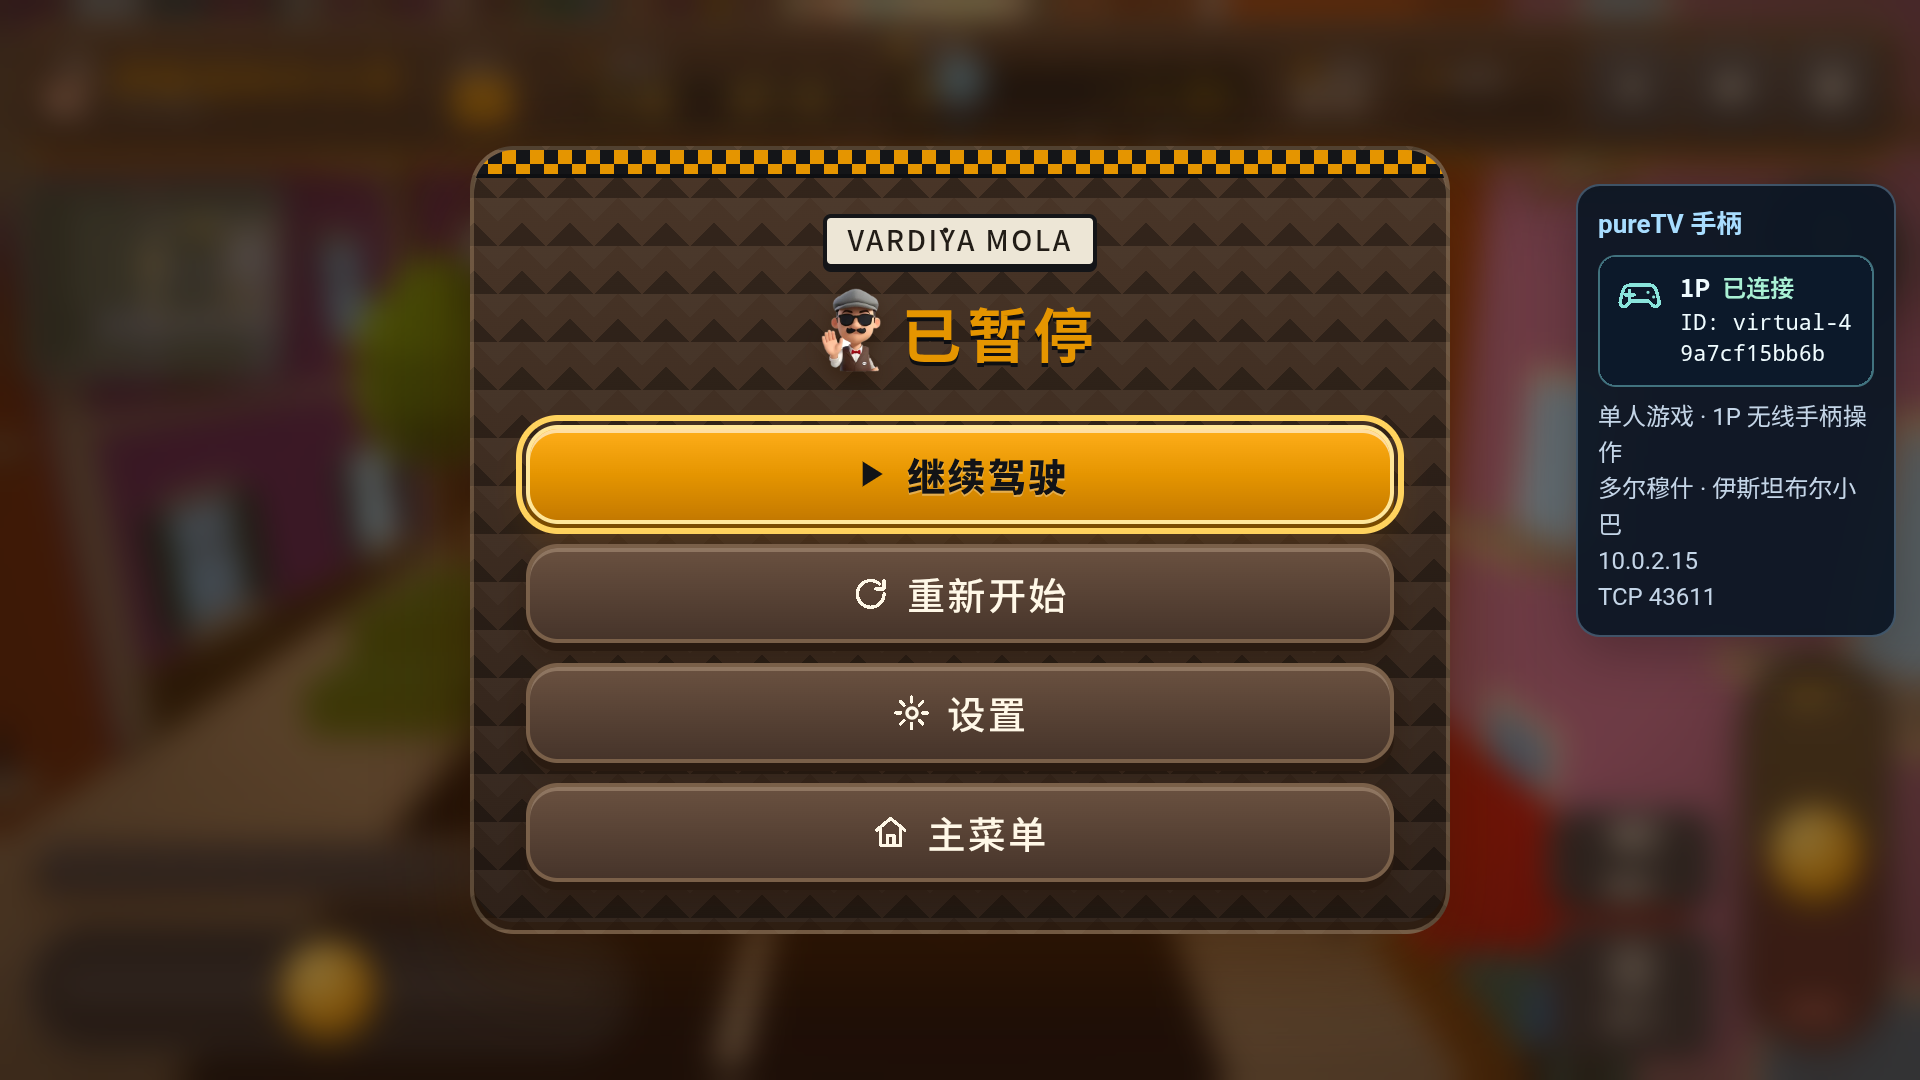 VARDIYA MOLA
已暂停
继续驾驶
重新开始
设置
主菜单
pureTV 手柄
1P 已连接
ID: virtual-4
9a7cf15bb6b
单人游戏 · 1P 无线手柄操
作
多尔穆什 · 伊斯坦布尔小
巴
10.0.2.15
TCP 43611